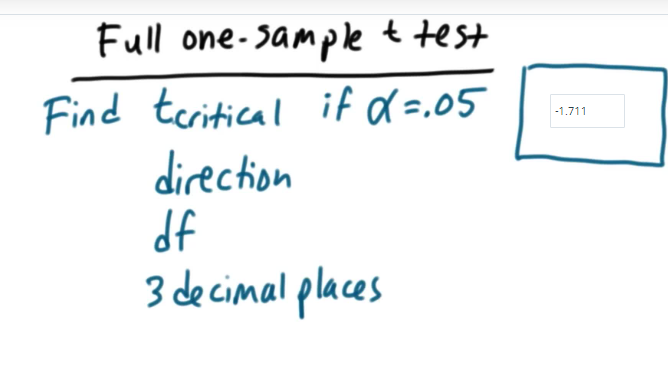 Full one-sample t test
Find tcritical if α=.05
-1.711
direction
df
3 decimal places